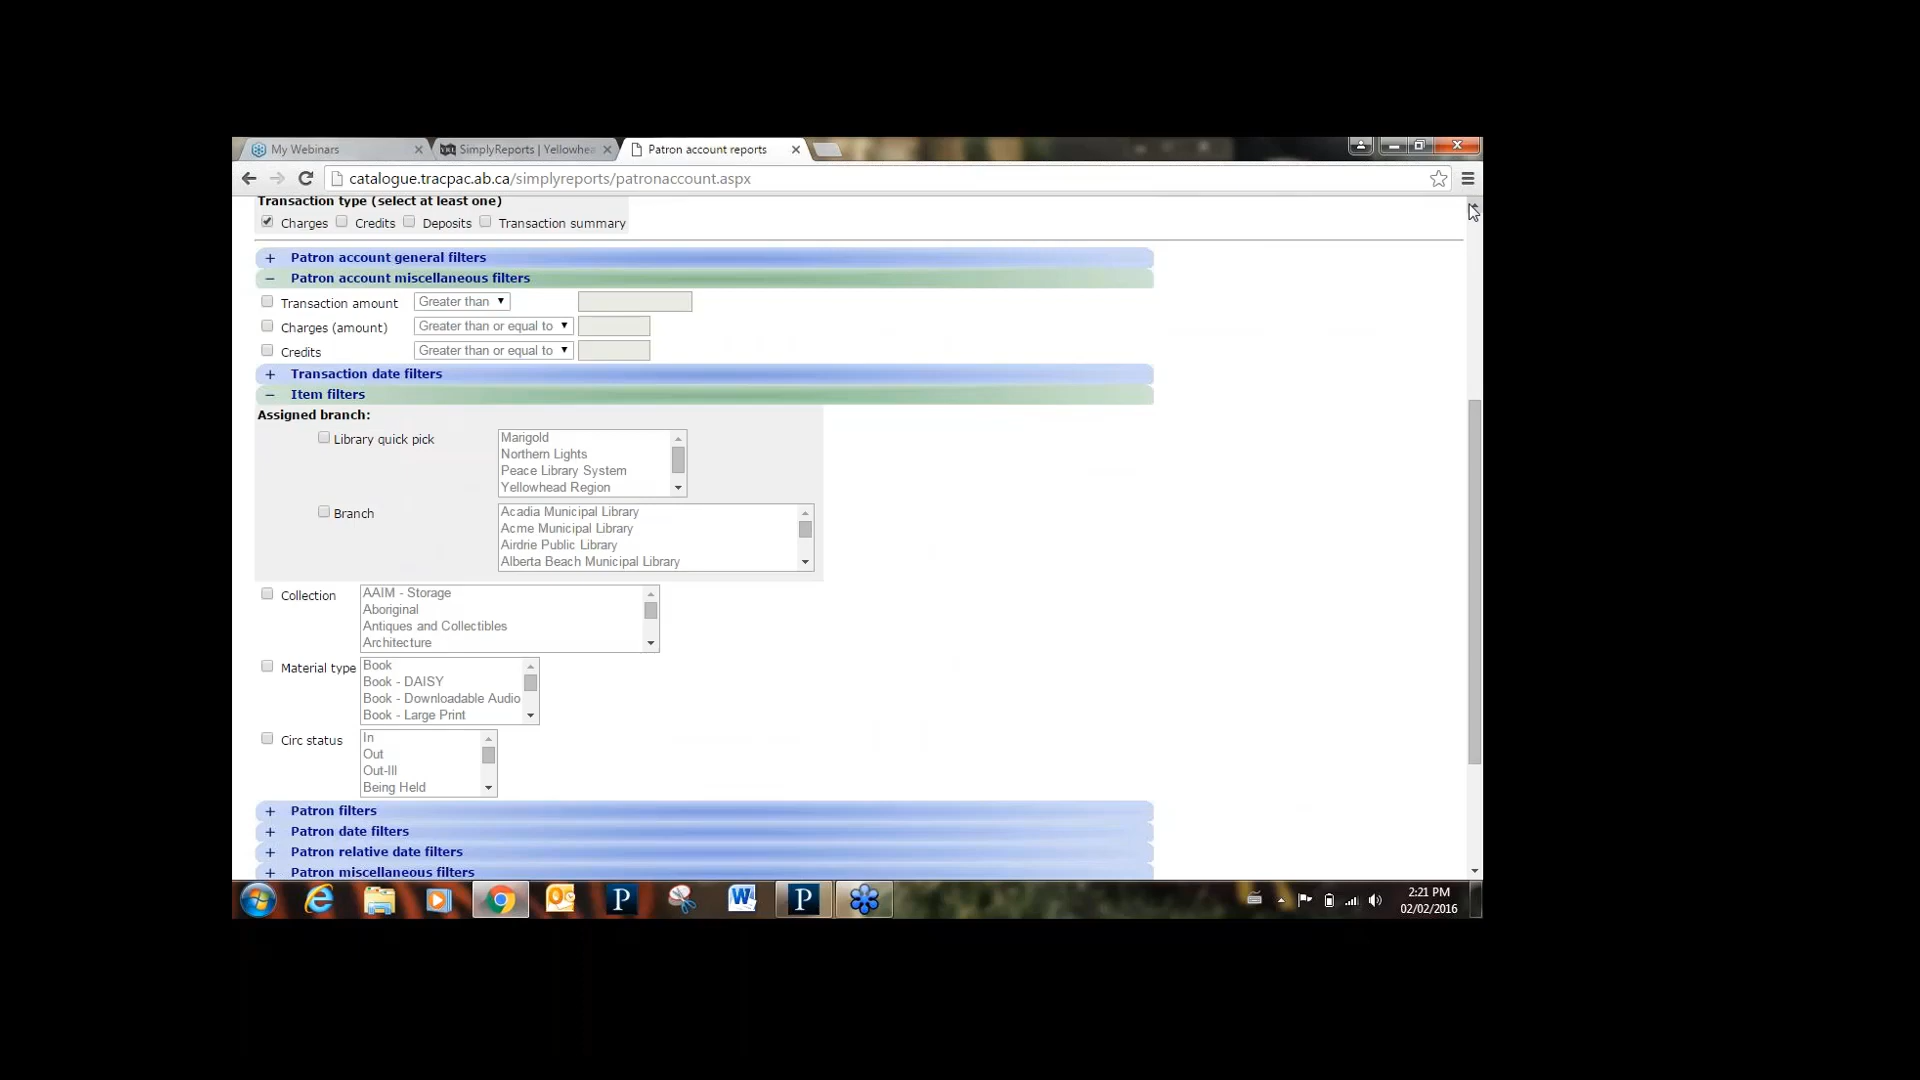 My Webinars
SimplyReports | Yellowhea
Patron account reports
catalogue.tracpac.ab.ca/simplyreports/patronaccount.aspx
Transaction type (select at least one)
Charges Credits Deposits Transaction summary
+ Patron account general filters
− Patron account miscellaneous filters
Transaction amount Greater than
Charges (amount) Greater than or equal to
Credits Greater than or equal to
+ Transaction date filters
− Item filters
Assigned branch:
Library quick pick
Marigold
Northern Lights
Peace Library System
Yellowhead Region
Branch
Acadia Municipal Library
Acme Municipal Library
Airdrie Public Library
Alberta Beach Municipal Library
Collection
AAIM - Storage
Aboriginal
Antiques and Collectibles
Architecture
Material type
Book
Book - DAISY
Book - Downloadable Audio
Book - Large Print
Circ status
In
Out
Out-Ill
Being Held
+ Patron filters
+ Patron date filters
+ Patron relative date filters
+ Patron miscellaneous filters
P
W
P
2:21 PM
02/02/2016